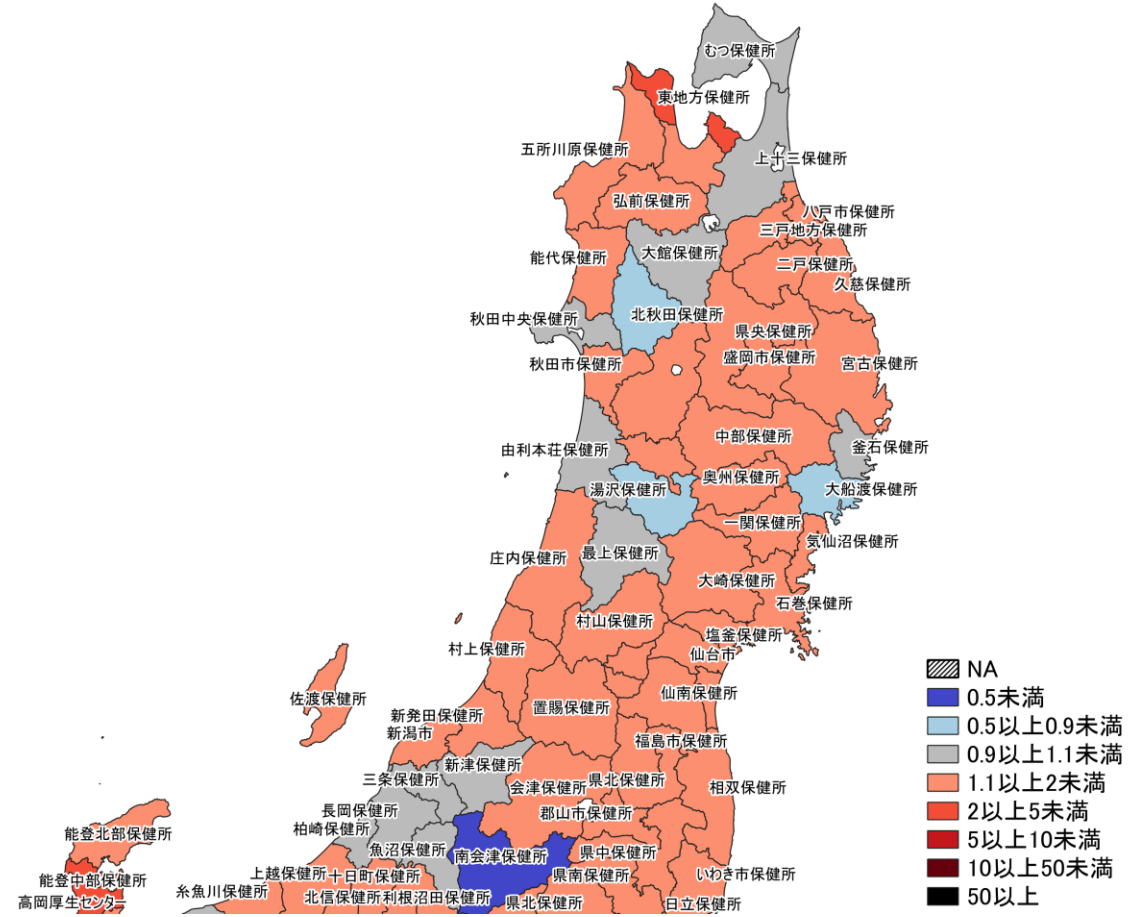 むつ保健所
東地方保健所
五所川原保健所
上十三保健所
弘前保健所
八戸市保健所
三戸地方保健所
大館保健所
能代保健所
二戸保健所
久慈保健所
北秋田保健所
秋田中央保健所
県央保健所
盛岡市保健所
秋田市保健所
宮古保健所
中部保健所
釜石保健所
由利本荘保健所
奥州保健所
湯沢保健所
大船渡保健所
一関保健所
気仙沼保健所
最上保健所
庄内保健所
大崎保健所
石巻保健所
村山保健所
塩釜保健所
村上保健所
仙台市
NA
佐渡保健所
仙南保健所
0.5未満
置賜保健所
新発田保健所
0.5以上0.9未満
新潟市
福島市保健所
0.9以上1.1未満
新津保健所
三条保健所
会津保健所
県北保健所
1.1以上2未満
相双保健所
長岡保健所
郡山市保健所
2以上5未満
柏崎保健所
能登北部保健所
5以上10未満
魚沼保健所
南会津保健所
県中保健所
10以上50未満
上越保健所
十日町保健所
県南保健所
いわき市保健所
能登中部保健所
糸魚川保健所
50以上
北信保健所
利根沼田保健所
高岡厚生センター
県北保健所
日立保健所